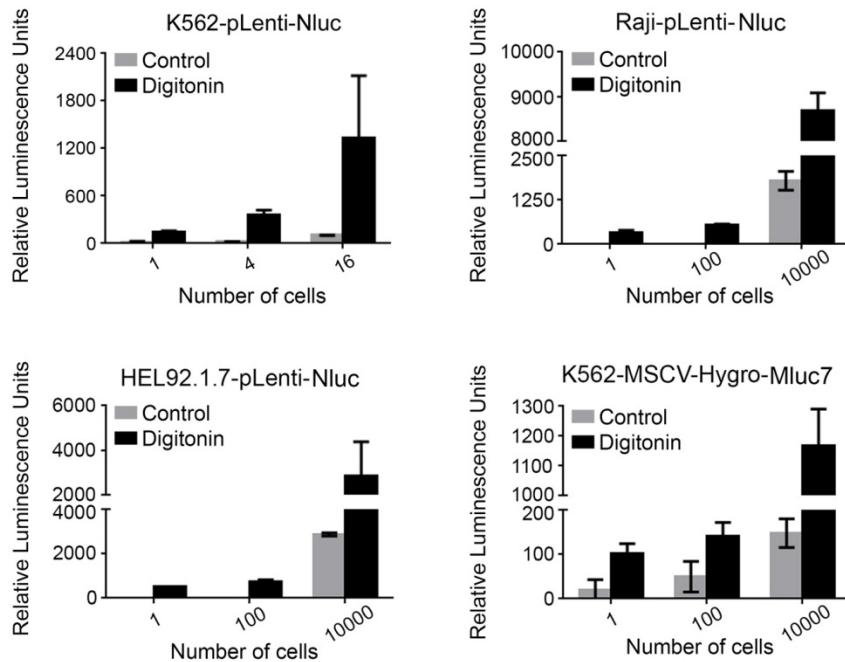 K562-pLenti-Nluc
Relative Luminescence Units
2400
1800
1200
600
0
Control
Digitonin
1
4
16
Number of cells
Raji-pLenti-Nluc
Relative Luminescence Units
10000
9000
8000
2500
1250
0
Control
Digitonin
1
100
10000
Number of cells
HEL92.1.7-pLenti-Nluc
Relative Luminescence Units
6000
4000
2000
4000
2000
0
Control
Digitonin
1
100
10000
Number of cells
K562-MSCV-Hygro-Mluc7
Relative Luminescence Units
1300
1200
1100
1000
200
100
0
Control
Digitonin
1
100
10000
Number of cells